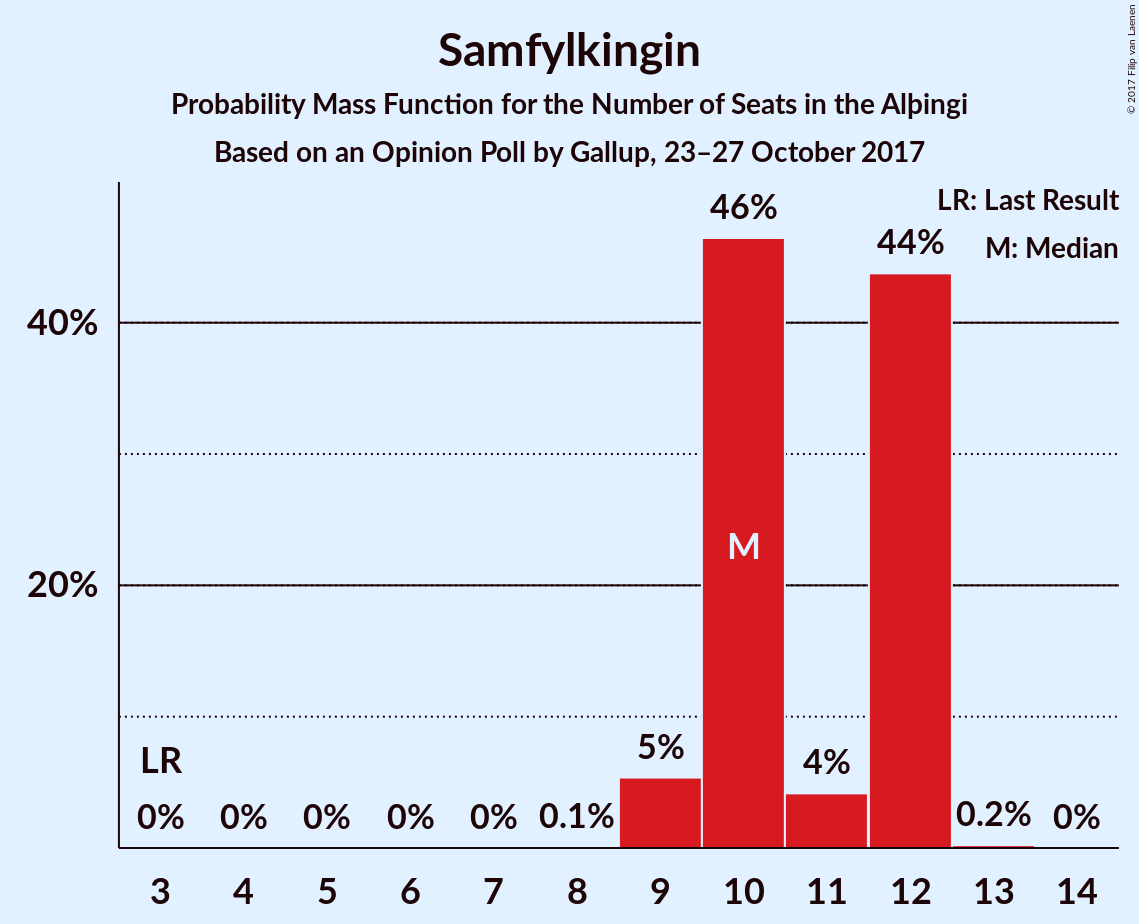 Samfylkingin
Probability Mass Function for the Number of Seats in the Alþingi
Based on an Opinion Poll by Gallup, 23–27 October 2017
© 2017 Filip van Laenen
LR: Last Result
M: Median
46%
44%
40%
M
20%
5%
4%
LR
0%
0%
0%
0%
0%
0.1%
0.2%
0%
3 4 5 6 7 8 9 10 11 12 13 14